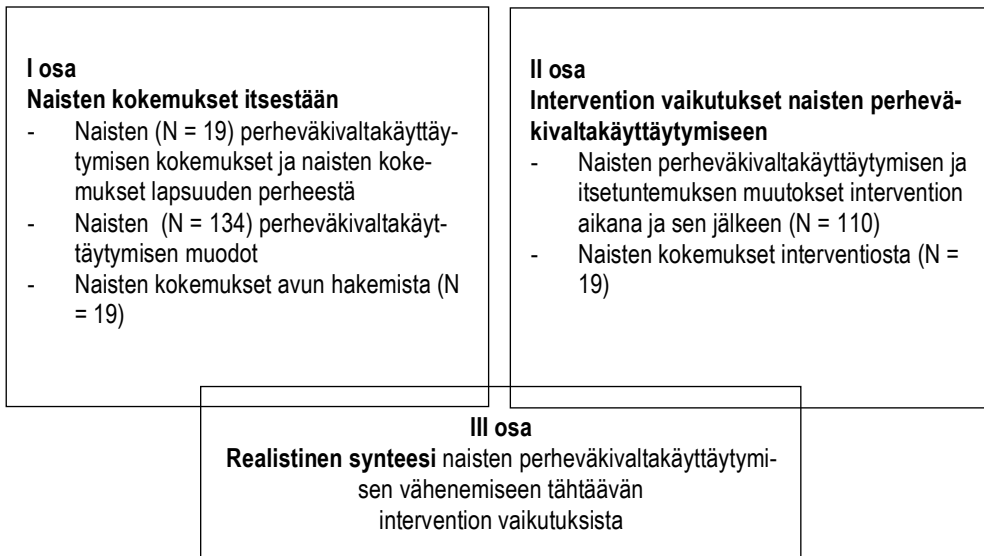 I osa
Naisten kokemukset itsestään
- Naisten (N = 19) perheväkivaltakäyttäy-
tymisen kokemukset ja naisten koke-
mukset lapsuuden perheestä
- Naisten (N = 134) perheväkivaltakäyt-
täytymisen muodot
- Naisten kokemukset avun hakemista (N
= 19)
II osa
Intervention vaikutukset naisten perhevä-
kivaltakäyttäytymiseen
- Naisten perheväkivaltakäyttäytymisen ja
itsetuntemuksen muutokset intervention
aikana ja sen jälkeen (N = 110)
- Naisten kokemukset interventiosta (N =
19)
III osa
Realistinen synteesi naisten perheväkivaltakäyttäytymi-
sen vähenemiseen tähtäävän
intervention vaikutuksista